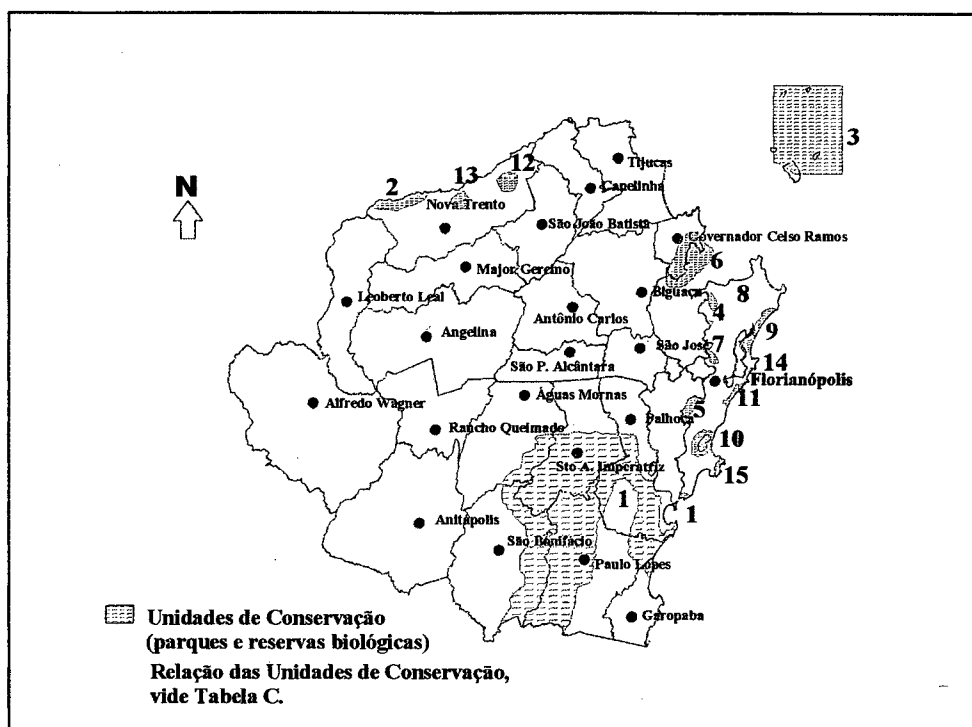 3
Tijucas
12
13
Canelinha
2
N
Nova Trento
São João Batista
Governador Celso Ramos
6
Major Gercino
8
Leoberto Leal
Biguaçu
4
Antônio Carlos
9
Angelina
São José
7
São P. Alcântara
14
Florianópolis
Águas Mornas
11
Alfredo Wagner
Palhoça
5
Rancho Queimado
10
Sto A. Imperatriz
15
1
1
Anitápolis
São Bonifácio
Paulo Lopes
Unidades de Conservação
Garopaba
(parques e reservas biológicas)
Relação das Unidades de Conservação,
vide Tabela C.